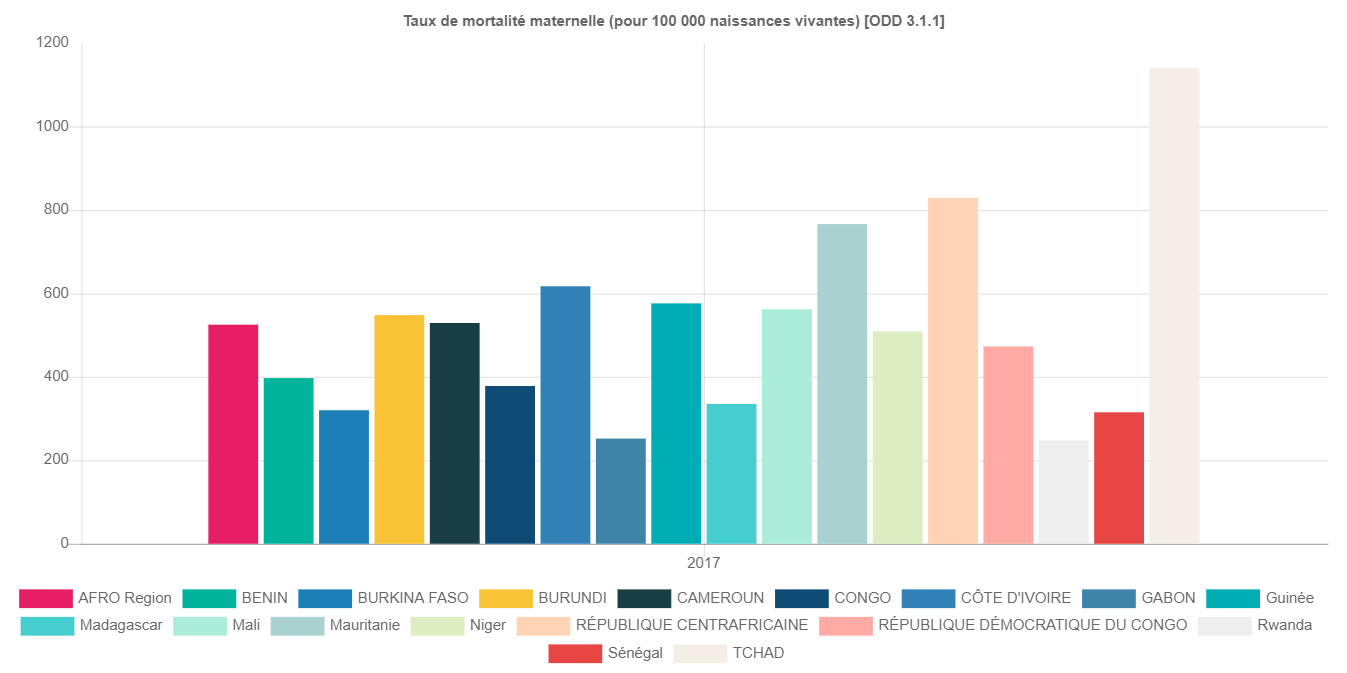 Taux de mortalité maternelle (pour 100 000 naissances vivantes) [ODD 3.1.1]
1200
1000
800
600
400
200
0
2017
AFRO Region BENIN BURKINA FASO BURUNDI CAMEROUN CONGO CÔTE D'IVOIRE GABON Guinée
Madagascar Mali Mauritanie Niger RÉPUBLIQUE CENTRAFRICAINE RÉPUBLIQUE DÉMOCRATIQUE DU CONGO Rwanda
Sénégal TCHAD